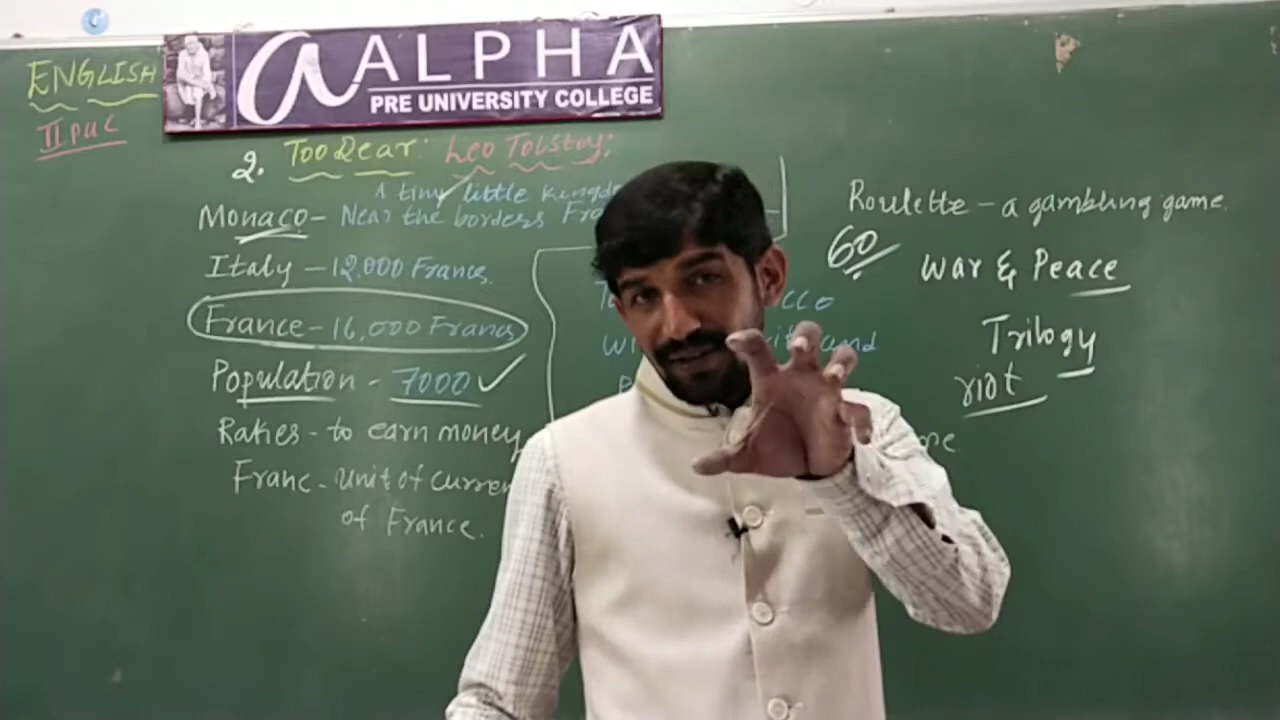 ENGLISH
II PUC
a ALPHA
PRE UNIVERSITY COLLEGE
2. Too Dear: Leo Tolstoy:
A tiny little
Monaco - Near the borders
Italy - 12,000 Francs.
France - 16,000 Francs
Population - 7000
Rakes - to earn money
Franc - Unit of
of France.
Roulette - a gambling game.
60
War & Peace
Trilogy
riot
and